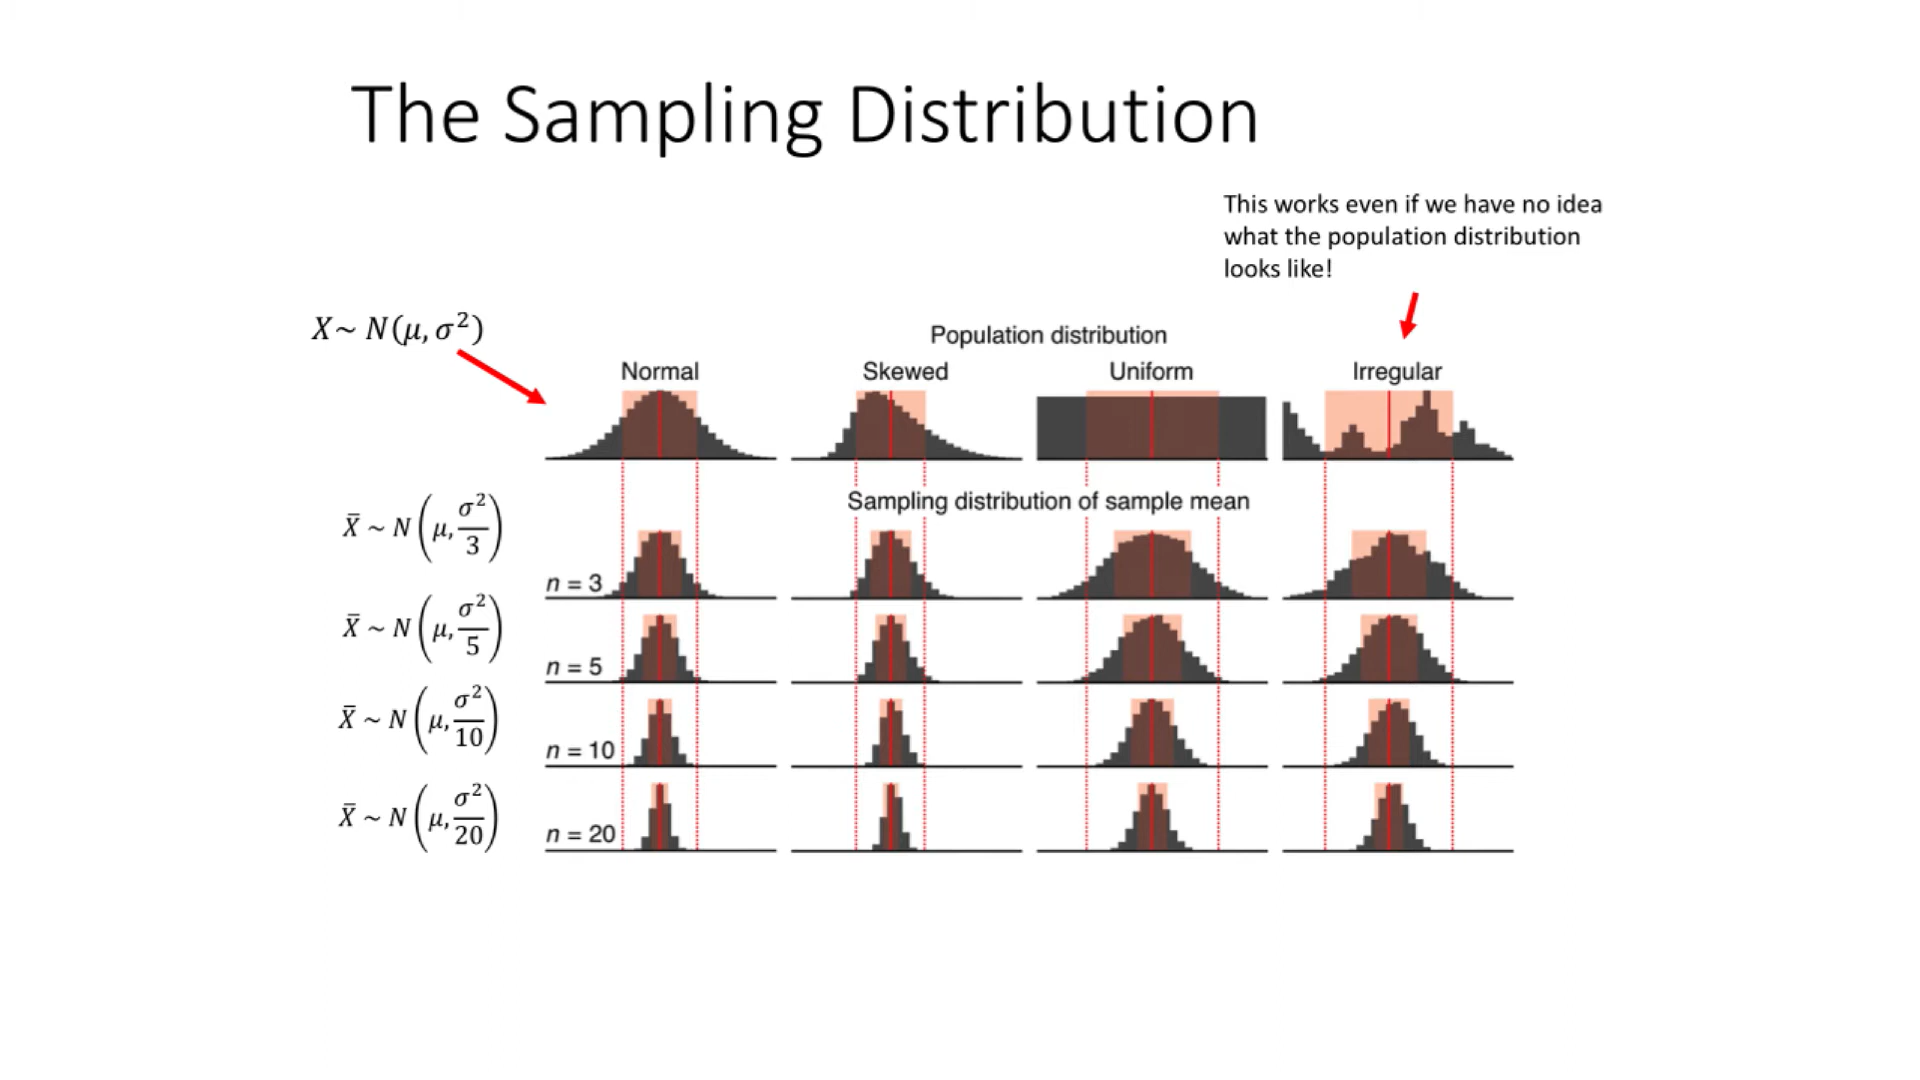 The Sampling Distribution
This works even if we have no idea
what the population distribution
looks like!
X~ N(μ, σ²)
Population distribution
Normal Skewed Uniform Irregular
Sampling distribution of sample mean
X̄ ~ N(μ, σ²/3)
n = 3
X̄ ~ N(μ, σ²/5)
n = 5
X̄ ~ N(μ, σ²/10)
n = 10
X̄ ~ N(μ, σ²/20)
n = 20